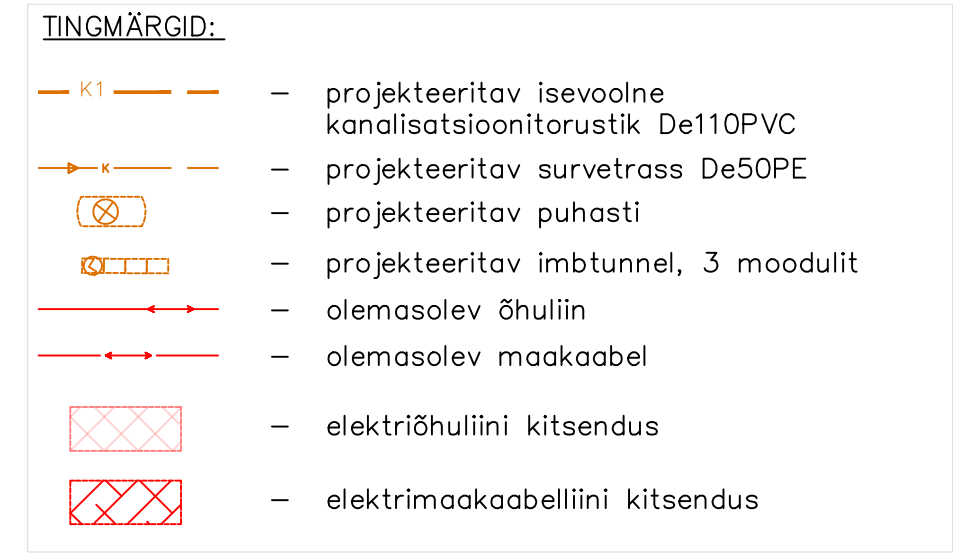 TINGMÄRGID:
K1 – projekteeritav isevoolne
kanalisatsioonitorustik De110PVC
K – projekteeritav survetrass De50PE
– projekteeritav puhasti
– projekteeritav imbtunnel, 3 moodulit
– olemasolev õhuliin
– olemasolev maakaabel
– elektriõhuliini kitsendus
– elektrimaakaabelliini kitsendus